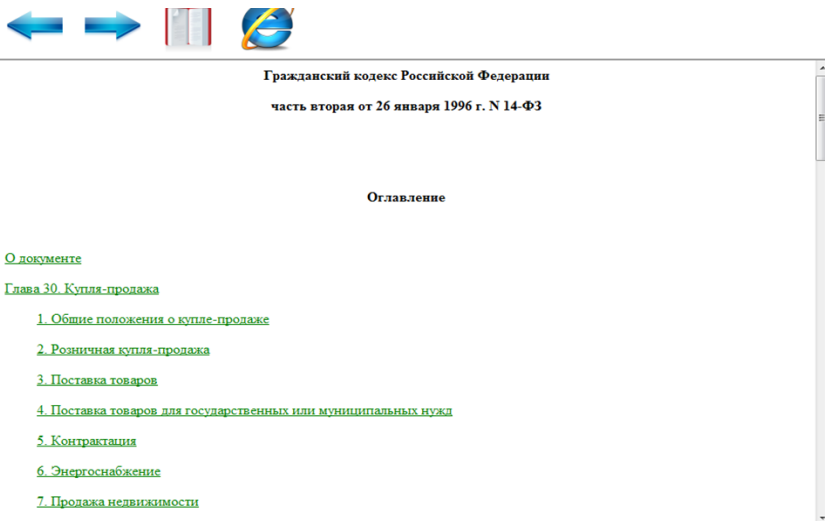 Гражданский кодекс Российской Федерации
часть вторая от 26 января 1996 г. N 14-ФЗ
Оглавление
О документе
Глава 30. Купля-продажа
1. Общие положения о купле-продаже
2. Розничная купля-продажа
3. Поставка товаров
4. Поставка товаров для государственных или муниципальных нужд
5. Контрактация
6. Энергоснабжение
7. Продажа недвижимости